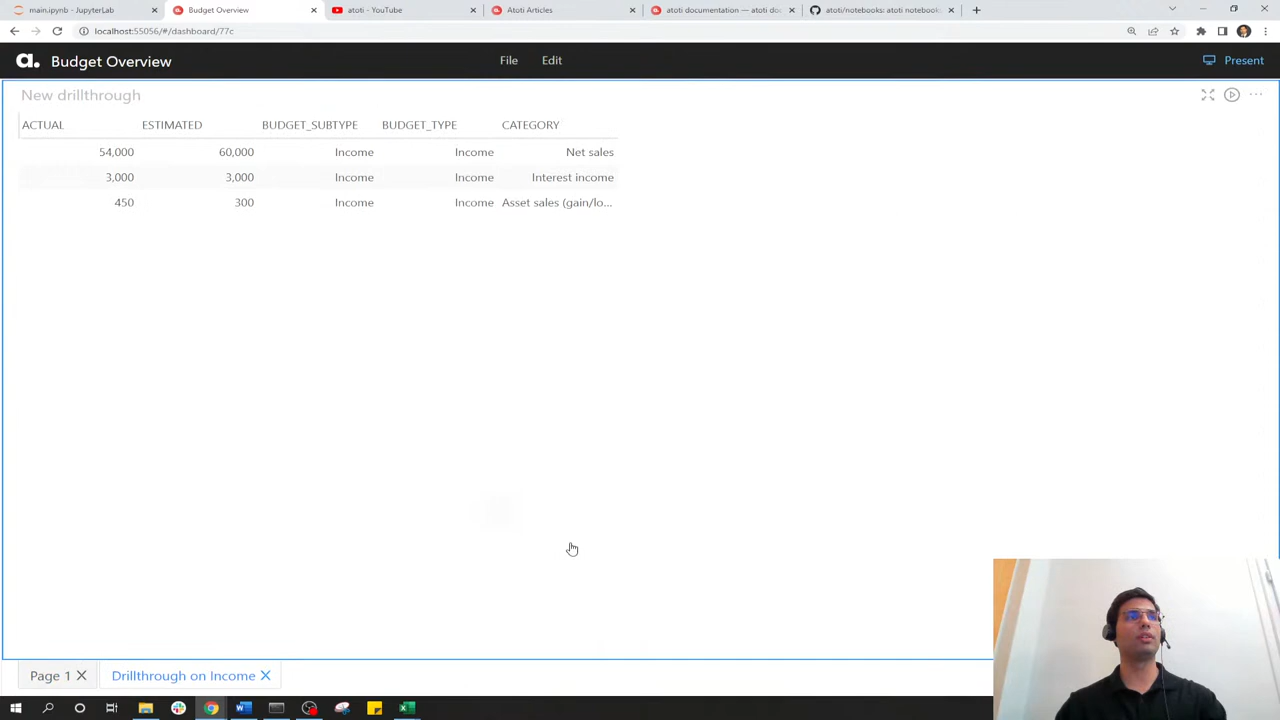 main.ipynb - JupyterLab
Budget Overview
atoti - YouTube
Atoti Articles
atoti documentation — atoti doc
atoti/notebooks: atoti notebook
localhost:55056/#/dashboard/77c
a. Budget Overview File Edit Present
New drillthrough
ACTUAL ESTIMATED BUDGET_SUBTYPE BUDGET_TYPE CATEGORY
54,000 60,000 Income Income Net sales
3,000 3,000 Income Income Interest income
450 300 Income Income Asset sales (gain/lo...
Page 1 Drillthrough on Income